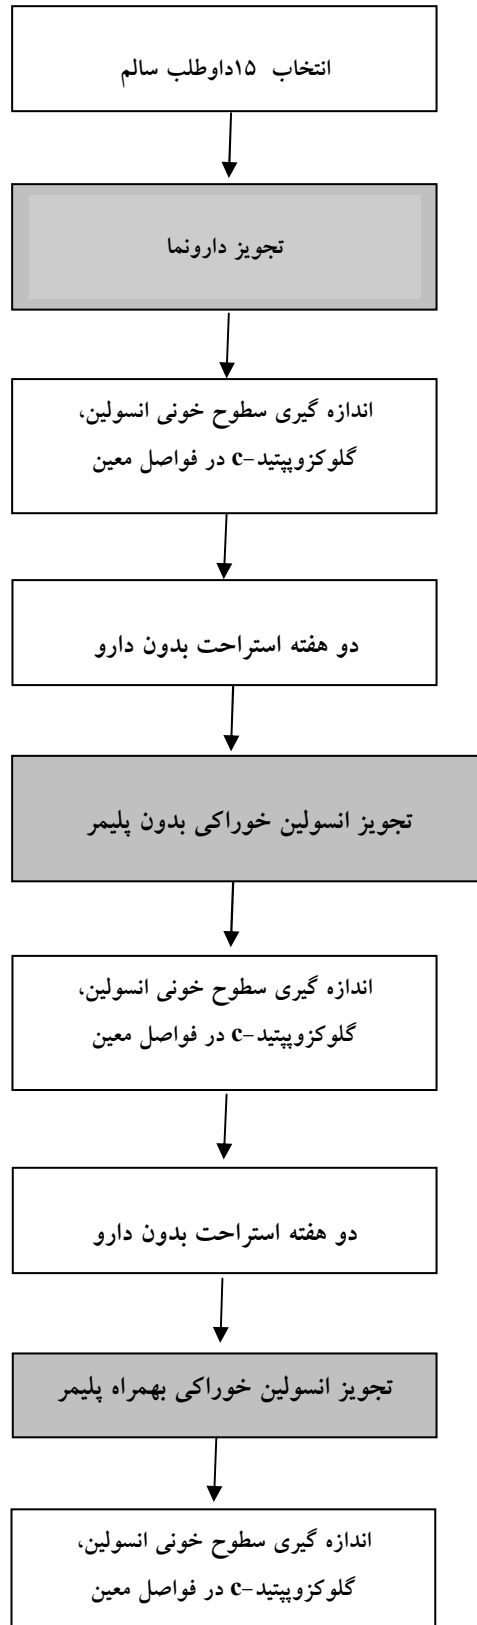 انتخاب ۱۵داوطلب سالم
تجویز دارونما
اندازه گیری سطوح خونی انسولین،
گلوکزوپپتید-c در فواصل معین
دو هفته استراحت بدون دارو
تجویز انسولین خوراکی بدون پلیمر
اندازه گیری سطوح خونی انسولین،
گلوکزوپپتید-c در فواصل معین
دو هفته استراحت بدون دارو
تجویز انسولین خوراکی بهمراه پلیمر
اندازه گیری سطوح خونی انسولین،
گلوکزوپپتید-c در فواصل معین